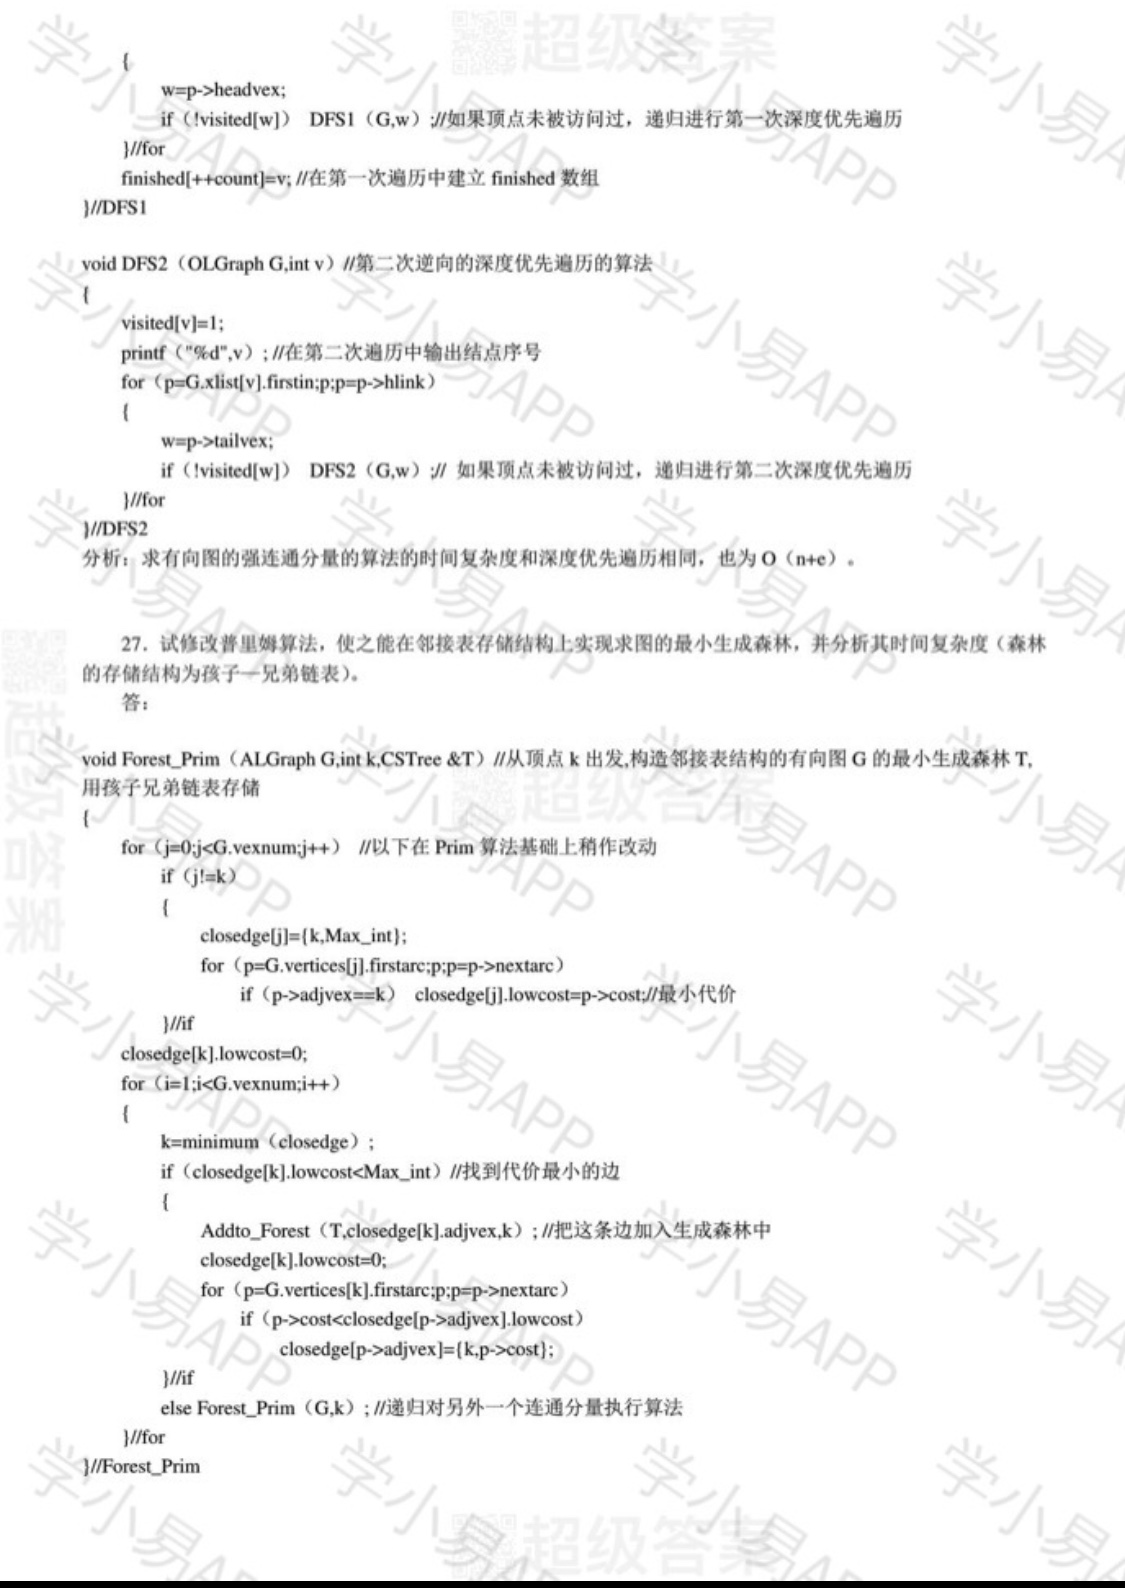 超级答案
{
w=p->headvex;
if（!visited[w]） DFS1（G,w）;//如果顶点未被访问过，递归进行第一次深度优先遍历
}//for
finished[++count]=v; //在第一次遍历中建立 finished 数组
}//DFS1
void DFS2（OLGraph G,int v）//第二次逆向的深度优先遍历的算法
{
visited[v]=1;
printf（"%d",v）; //在第二次遍历中输出结点序号
for（p=G.xlist[v].firstin;p;p=p->hlink）
{
w=p->tailvex;
if（!visited[w]） DFS2（G,w）;// 如果顶点未被访问过，递归进行第二次深度优先遍历
}//for
}//DFS2
分析：求有向图的强连通分量的算法的时间复杂度和深度优先遍历相同，也为 O（n+e）。
27．试修改普里姆算法，使之能在邻接表存储结构上实现求图的最小生成森林，并分析其时间复杂度（森林
的存储结构为孩子—兄弟链表）。
答：
void Forest_Prim（ALGraph G,int k,CSTree &T）//从顶点 k 出发,构造邻接表结构的有向图 G 的最小生成森林 T,
用孩子兄弟链表存储
{
for（j=0;j<G.vexnum;j++） //以下在 Prim 算法基础上稍作改动
if（j!=k）
{
closedge[j]={k,Max_int};
for（p=G.vertices[j].firstarc;p;p=p->nextarc）
if（p->adjvex==k） closedge[j].lowcost=p->cost;//最小代价
}//if
closedge[k].lowcost=0;
for（i=1;i<G.vexnum;i++）
{
k=minimum（closedge）;
if（closedge[k].lowcost<Max_int）//找到代价最小的边
{
Addto_Forest（T,closedge[k].adjvex,k）; //把这条边加入生成森林中
closedge[k].lowcost=0;
for（p=G.vertices[k].firstarc;p;p=p->nextarc）
if（p->cost<closedge[p->adjvex].lowcost）
closedge[p->adjvex]={k,p->cost};
}//if
else Forest_Prim（G,k）; //递归对另外一个连通分量执行算法
}//for
}//Forest_Prim
学小易APP
超级答案